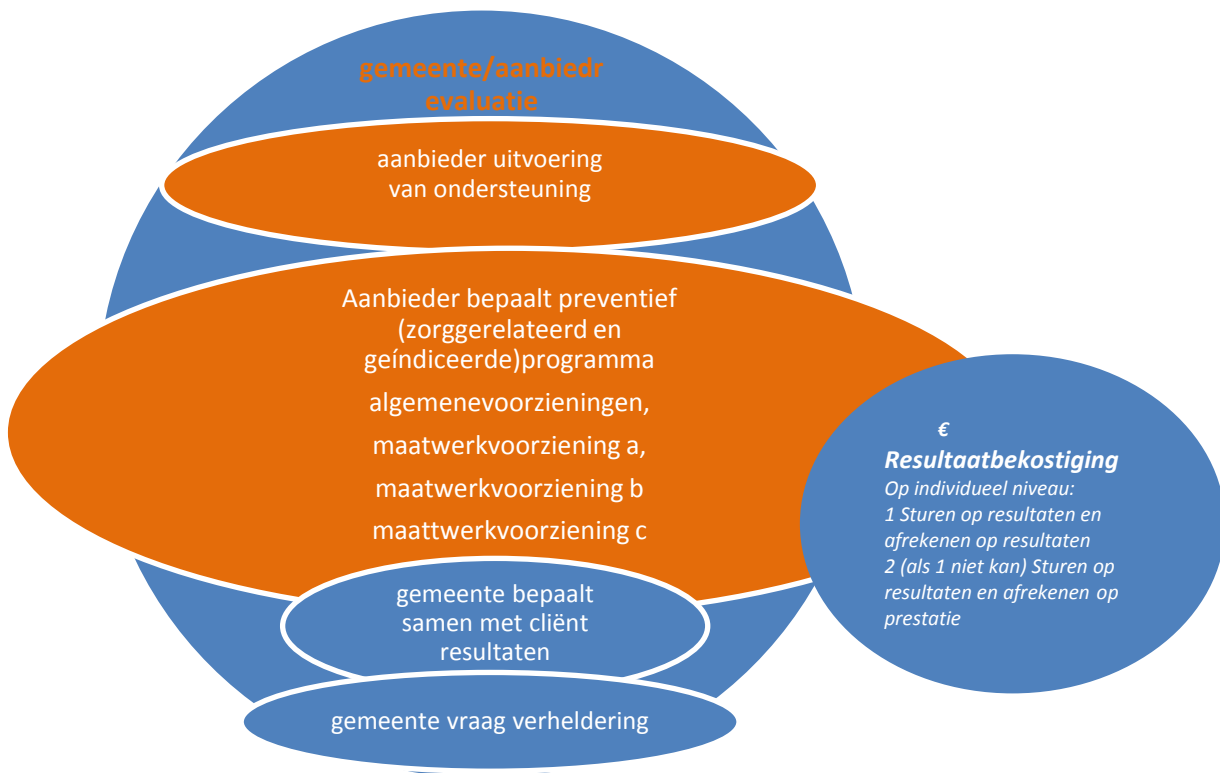 gemeente/aanbiedr
evaluatie
aanbieder uitvoering
van ondersteuning
Aanbieder bepaalt preventief
(zorggerelateerd en
geíndiceerde)programma
algemenevoorzieningen,
maatwerkvoorziening a,
maatwerkvoorziening b
maattwerkvoorziening c
gemeente bepaalt
samen met cliënt
resultaten
gemeente vraag verheldering
€
Resultaatbekostiging
Op individueel niveau:
1 Sturen op resultaten en
afrekenen op resultaten
2 (als 1 niet kan) Sturen op
resultaten en afrekenen op
prestatie